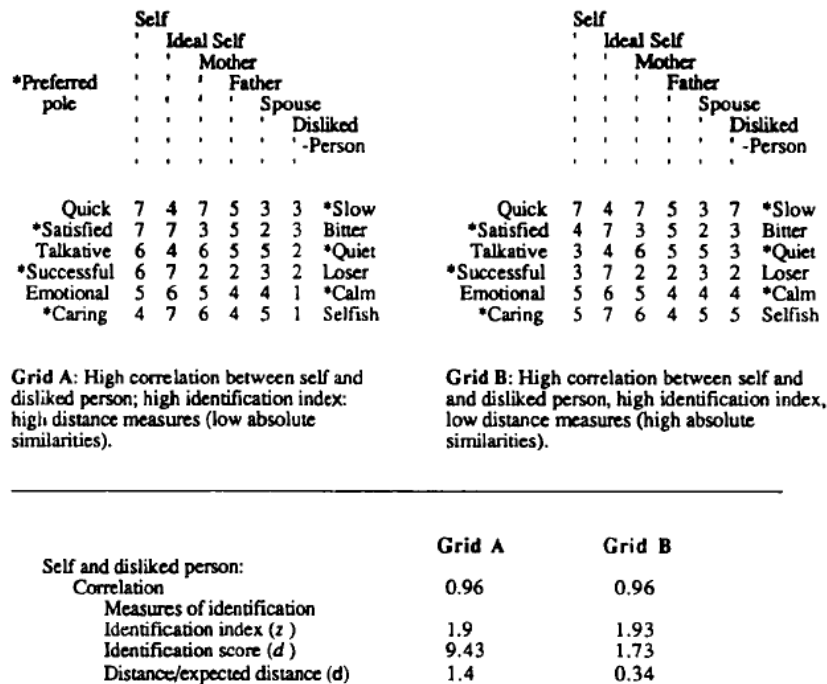 Self
Ideal Self
Mother
*Preferred Father
pole Spouse
Disliked
-Person
Quick 7 4 7 5 3 3 *Slow
*Satisfied 7 7 3 5 2 3 Bitter
Talkative 6 4 6 5 5 2 *Quiet
*Successful 6 7 2 2 3 2 Loser
Emotional 5 6 5 4 4 1 *Calm
*Caring 4 7 6 4 5 1 Selfish
Grid A: High correlation between self and
disliked person; high identification index:
high distance measures (low absolute
similarities).
Self
Ideal Self
Mother
Father
Spouse
Disliked
-Person
Quick 7 4 7 5 3 7 *Slow
*Satisfied 4 7 3 5 2 3 Bitter
Talkative 3 4 6 5 5 3 *Quiet
*Successful 3 7 2 2 3 2 Loser
Emotional 5 6 5 4 4 4 *Calm
*Caring 5 7 6 4 5 5 Selfish
Grid B: High correlation between self and
and disliked person, high identification index,
low distance measures (high absolute
similarities).
Grid A Grid B
Self and disliked person:
Correlation 0.96 0.96
Measures of identification
Identification index (z ) 1.9 1.93
Identification score (d ) 9.43 1.73
Distance/expected distance (d) 1.4 0.34